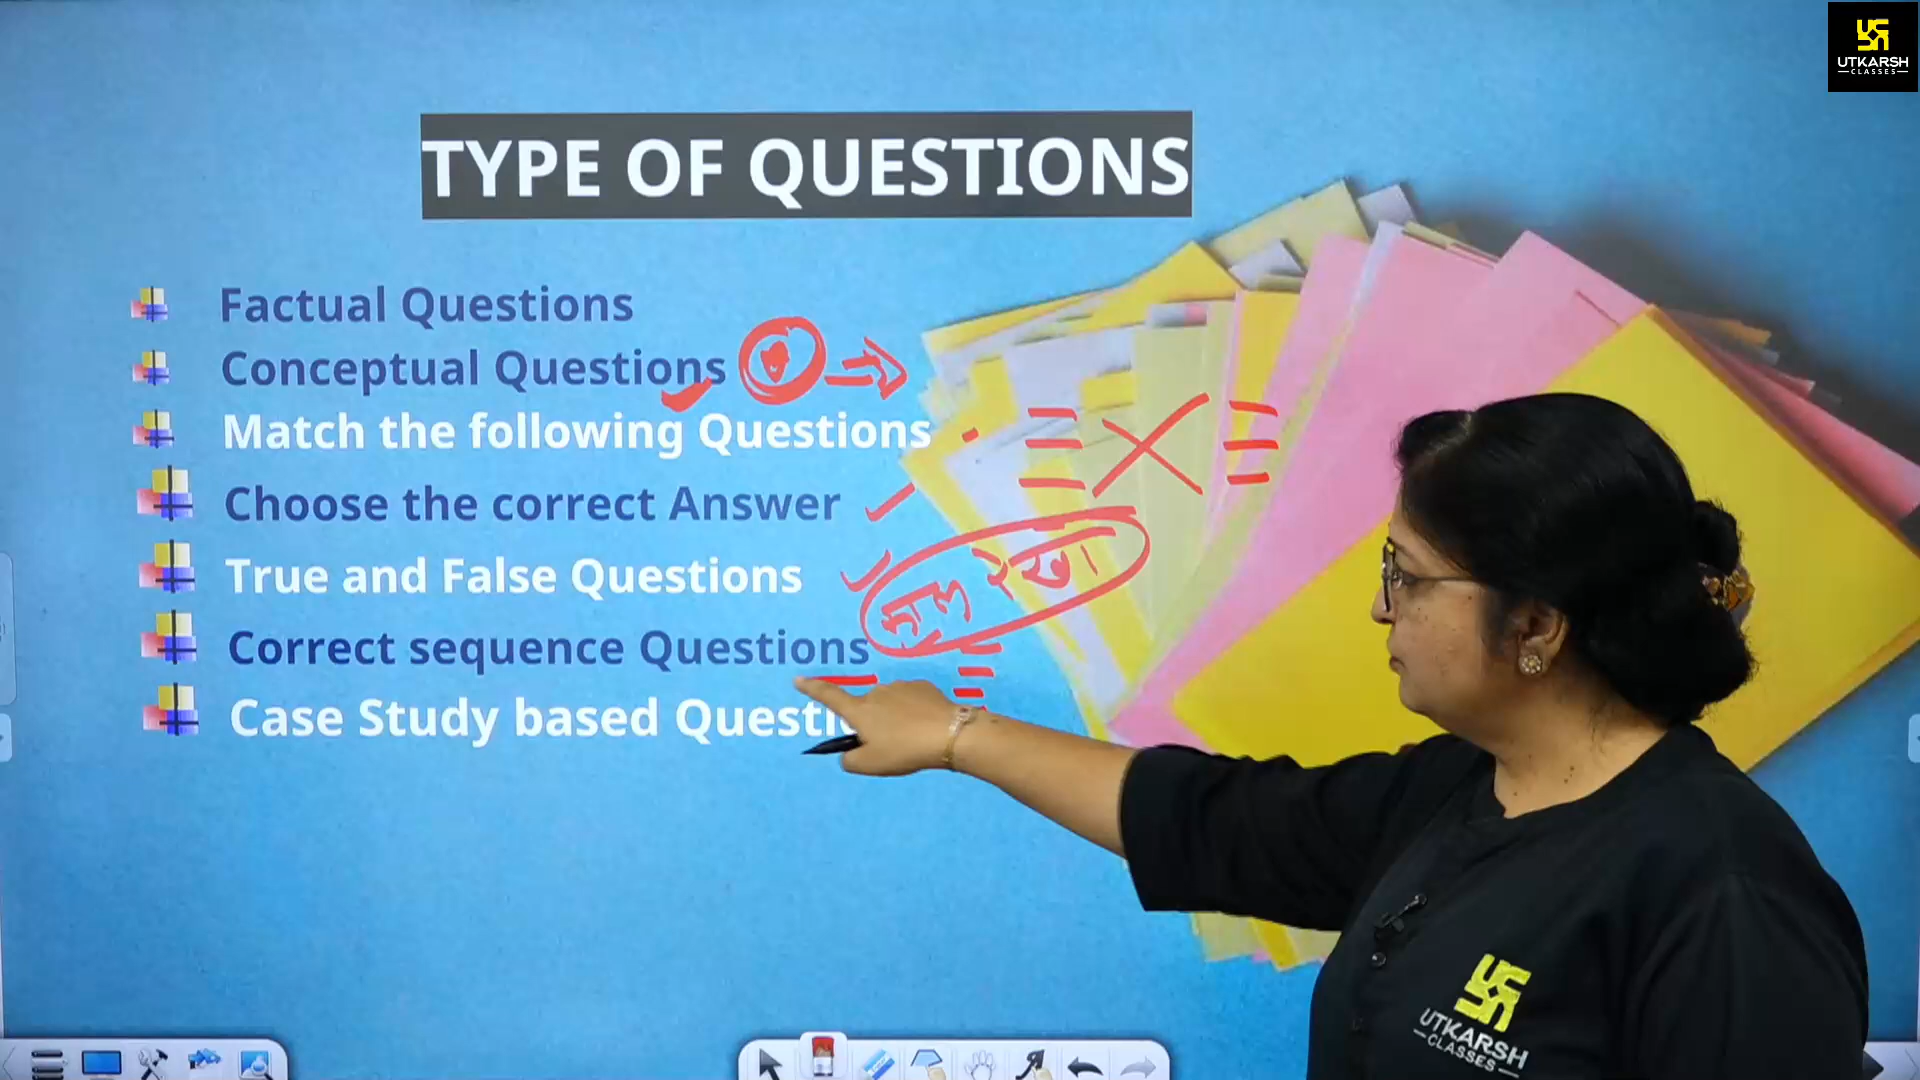 UTKARSH
CLASSES
TYPE OF QUESTIONS
Factual Questions
Conceptual Questions
Match the following Questions
Choose the correct Answer
True and False Questions
Correct sequence Questions
Case Study based Questio
UTKARSH
CLASSES